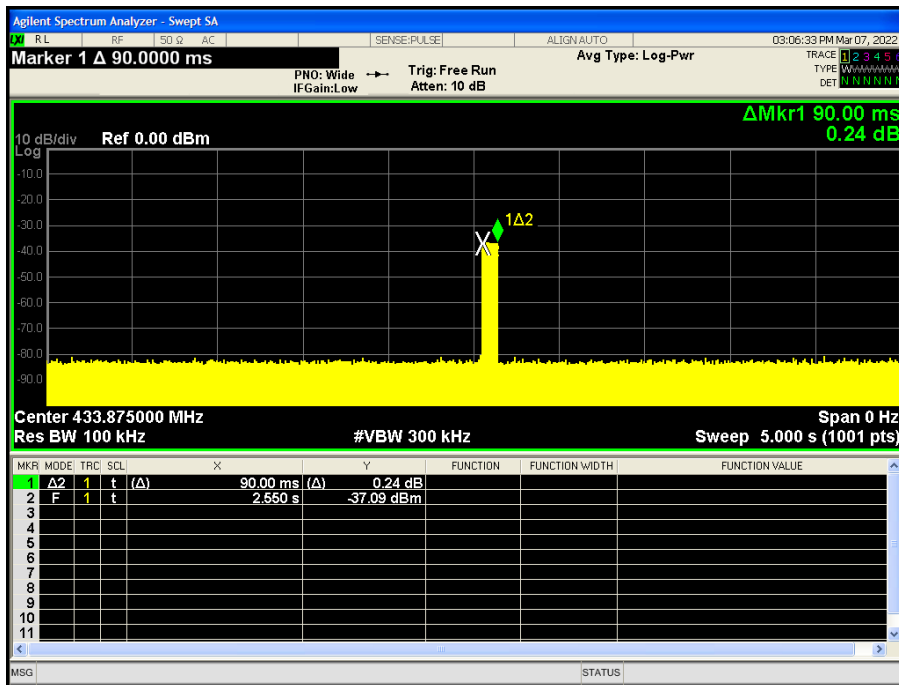 Agilent Spectrum Analyzer - Swept SA
LXI RL RF 50 Ω AC SENSE:PULSE ALIGNAUTO 03:06:33 PM Mar 07, 2022
Marker 1 Δ 90.0000 ms
PNO: Wide
IFGain:Low
Trig: Free Run
Atten: 10 dB
Avg Type: Log-Pwr
TRACE 1 2 3 4 5 6
TYPE WWWWWW
DET N N N N N N
ΔMkr1 90.00 ms
0.24 dB
10 dB/div Ref 0.00 dBm
Log
-10.0
-20.0
-30.0
1Δ2
X
-40.0
-50.0
-60.0
-70.0
-80.0
-90.0
Center 433.875000 MHz Span 0 Hz
Res BW 100 kHz #VBW 300 kHz Sweep 5.000 s (1001 pts)
MKR MODE TRC SCL X Y FUNCTION FUNCTION WIDTH FUNCTION VALUE
1 Δ2 1 t (Δ) 90.00 ms (Δ) 0.24 dB
2 F 1 t 2.550 s -37.09 dBm
3
4
5
6
7
8
9
10
11
MSG STATUS